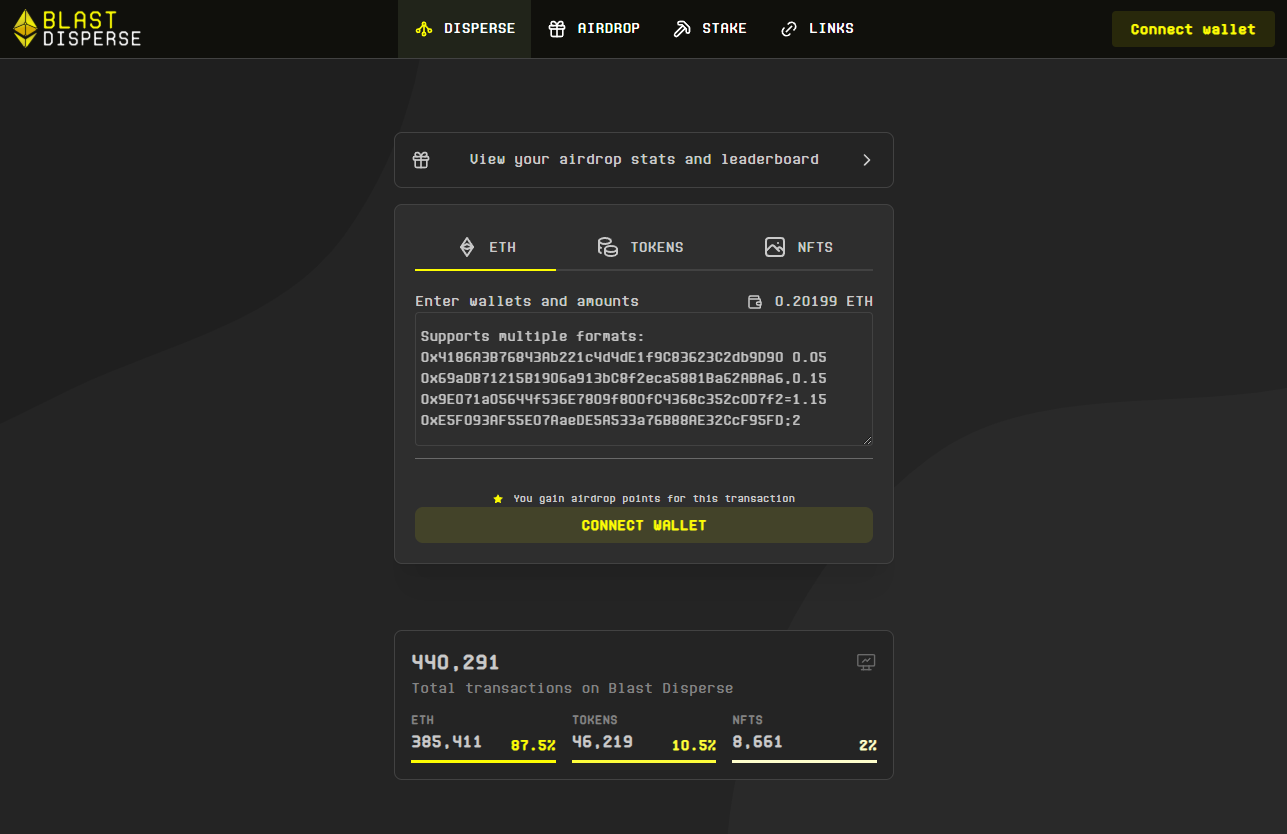 BLAST
DISPERSE
DISPERSE
AIRDROP
STAKE
LINKS
Connect wallet
View your airdrop stats and leaderboard
ETH
TOKENS
NFTS
Enter wallets and amounts
0.20199 ETH
Supports multiple formats:
0x4186A3B76843Ab221c4d4dE1f9C83623C2db9D90 0.05
0x69aDB71215B1906a913bC8f2eca5081Ba62ABAa6,0.15
0x9E071a05644f536E7809f800fC4368c352c0D7f2=1.15
0xE5F093AF55E07AaeDE5A533a76B88AE32CcF95FD;2
You gain airdrop points for this transaction
CONNECT WALLET
440,291
Total transactions on Blast Disperse
ETH
385,411
87.5%
TOKENS
46,219
10.5%
NFTS
8,661
2%